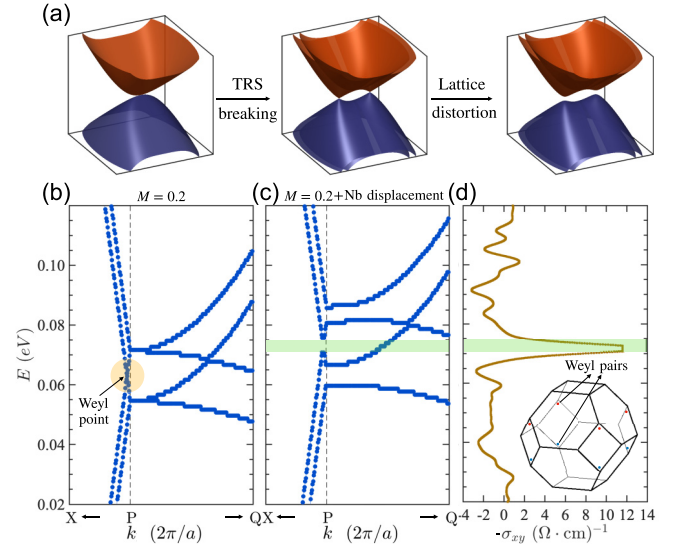 (a)
TRS
breaking
Lattice
distortion
(b)
M = 0.2
(c)
M = 0.2+Nb displacement
(d)
E (eV)
0.10
0.08
0.06
0.04
0.02
Weyl
point
Weyl pairs
X P Q
k (2π/a)
X P Q
k (2π/a)
-4 -2 0 2 4 6 8 10 12 14
-σxy (Ω · cm)⁻¹